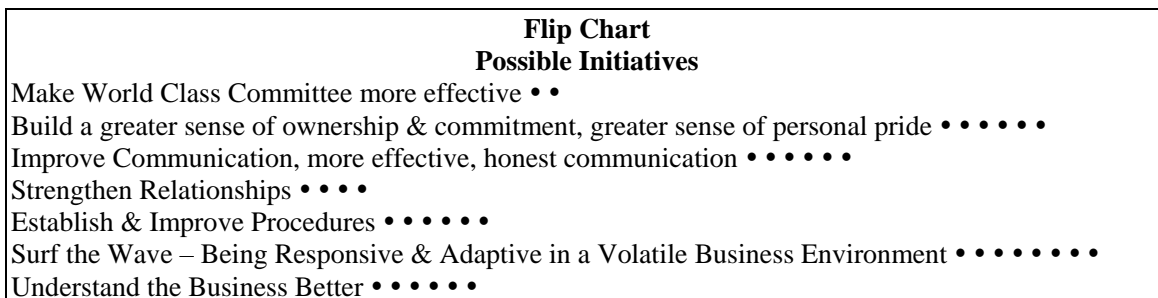 Flip Chart
Possible Initiatives
Make World Class Committee more effective • •
Build a greater sense of ownership & commitment, greater sense of personal pride • • • • • •
Improve Communication, more effective, honest communication • • • • • •
Strengthen Relationships • • • •
Establish & Improve Procedures • • • • • •
Surf the Wave – Being Responsive & Adaptive in a Volatile Business Environment • • • • • • • •
Understand the Business Better • • • • • •